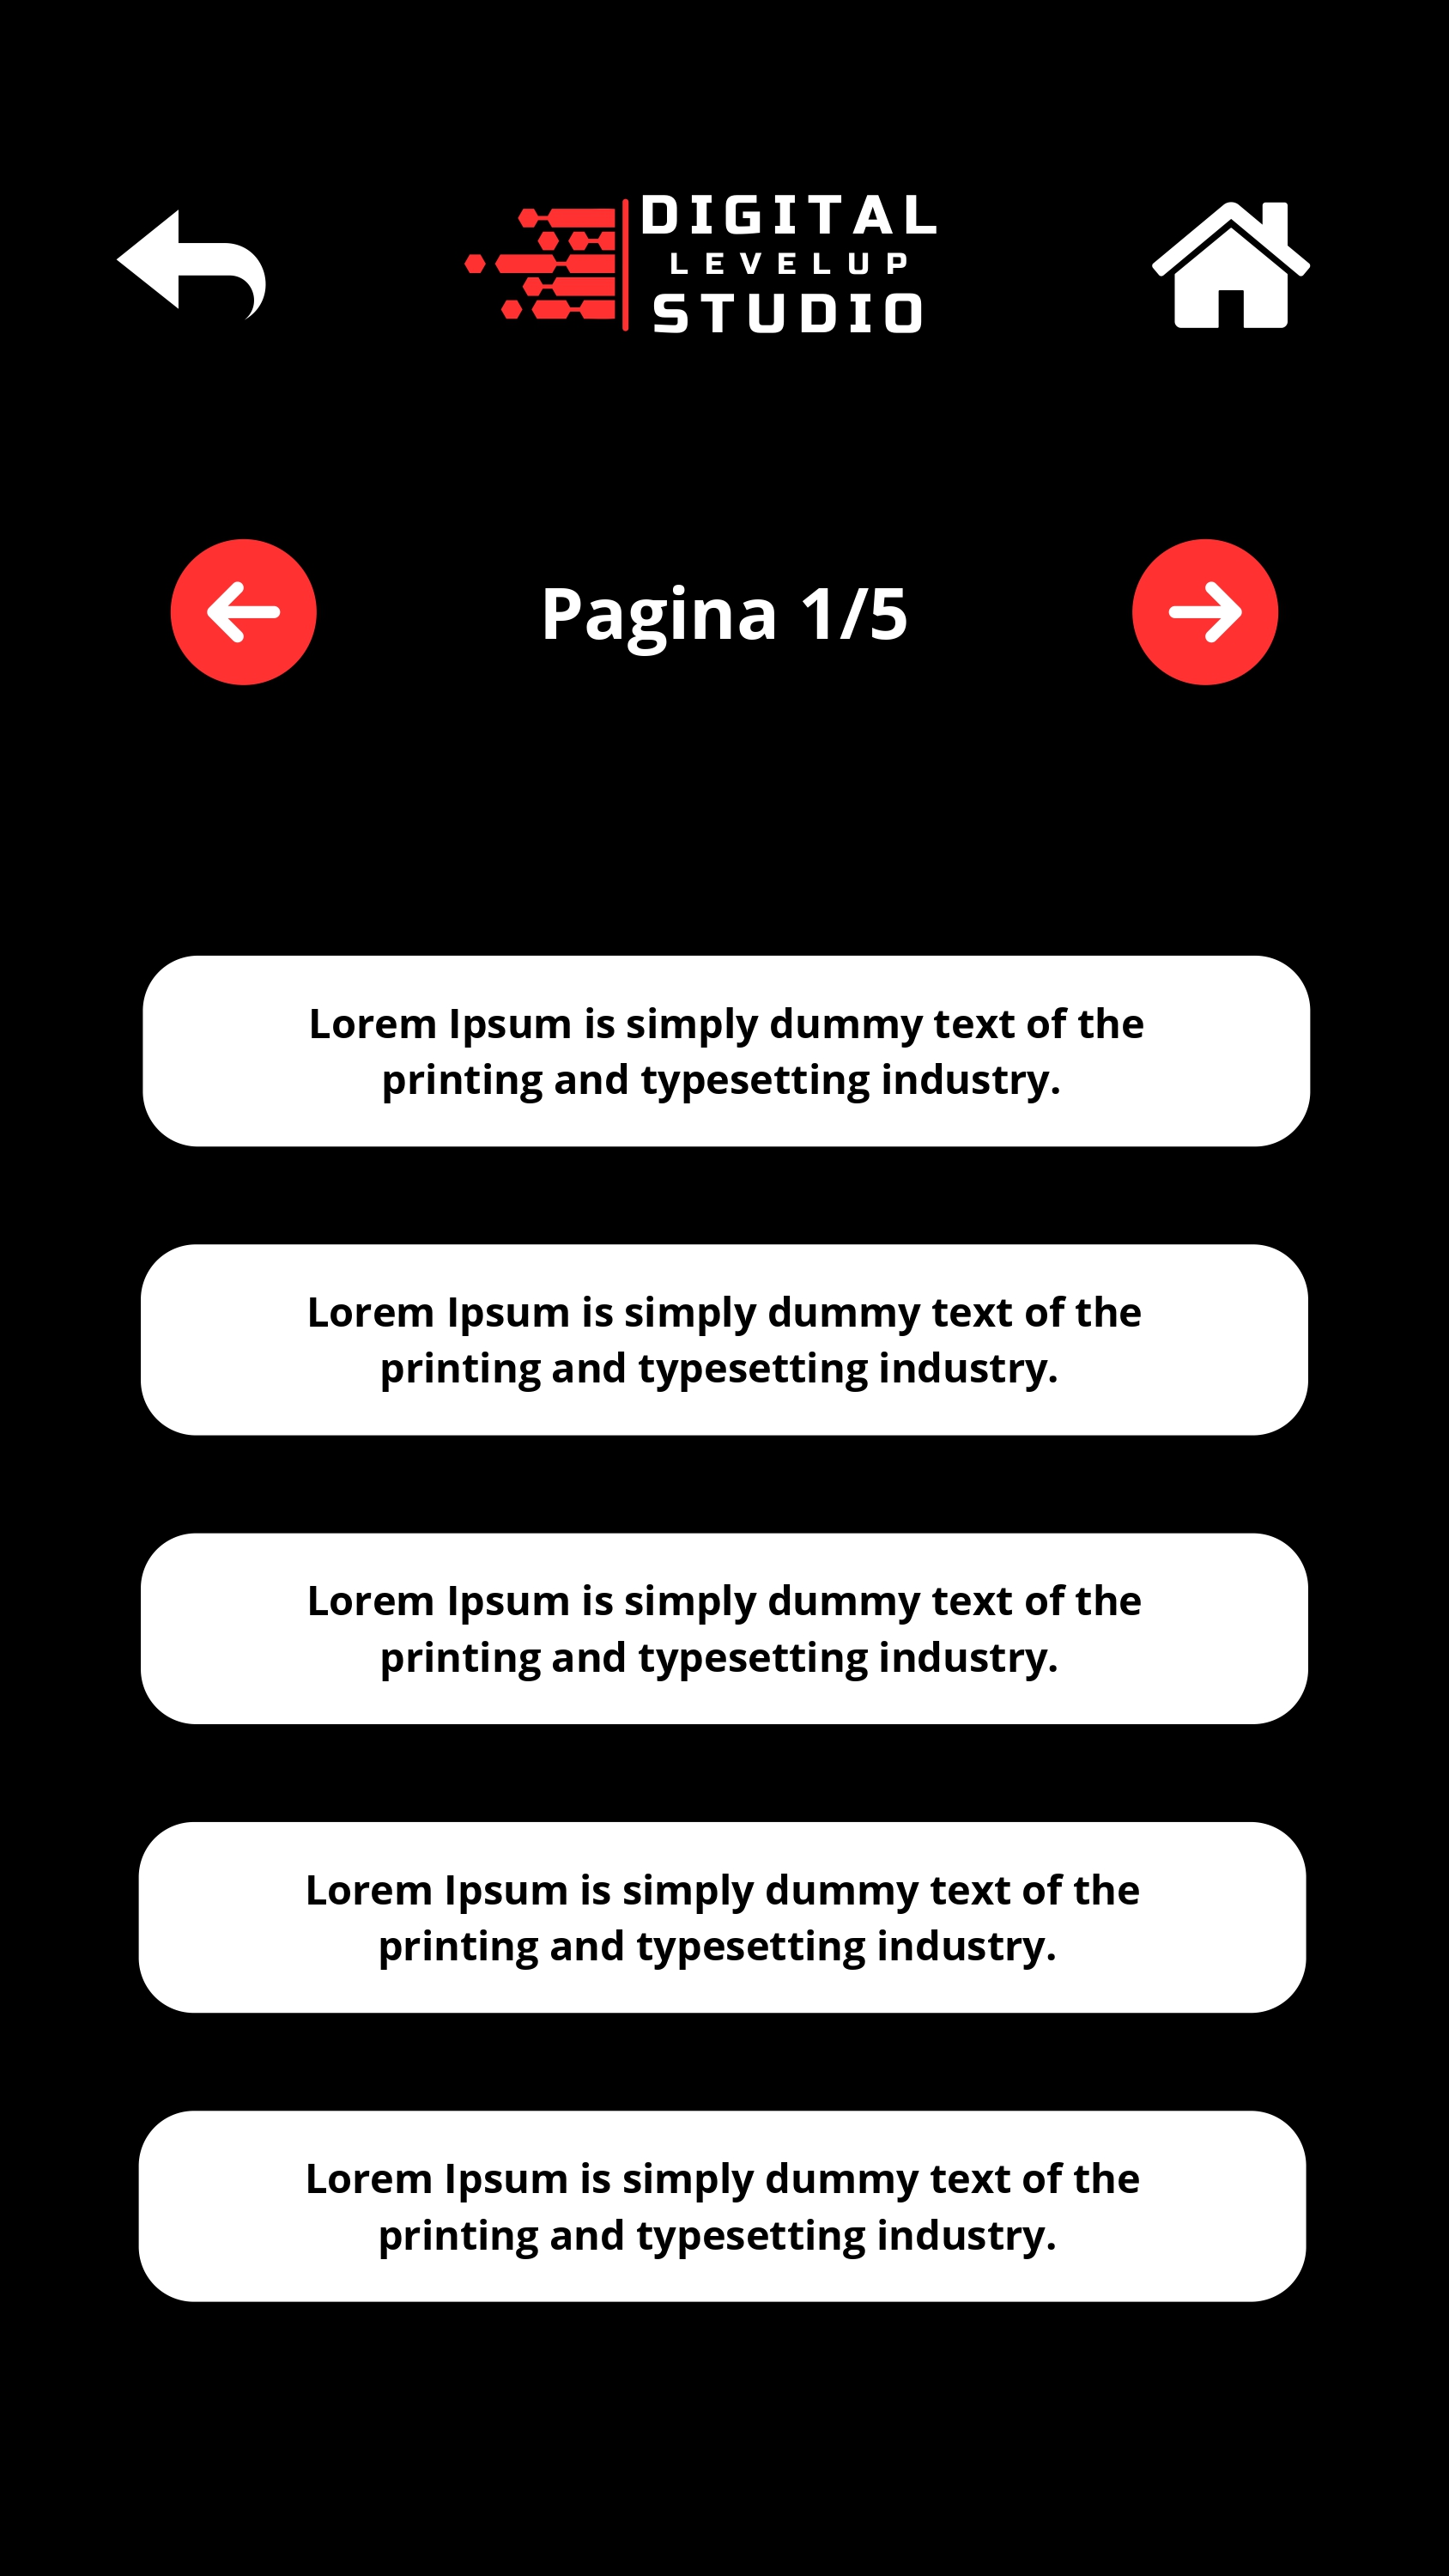 DIGITAL
LEVELUP
STUDIO
Pagina 1/5
Lorem Ipsum is simply dummy text of the
printing and typesetting industry.
Lorem Ipsum is simply dummy text of the
printing and typesetting industry.
Lorem Ipsum is simply dummy text of the
printing and typesetting industry.
Lorem Ipsum is simply dummy text of the
printing and typesetting industry.
Lorem Ipsum is simply dummy text of the
printing and typesetting industry.